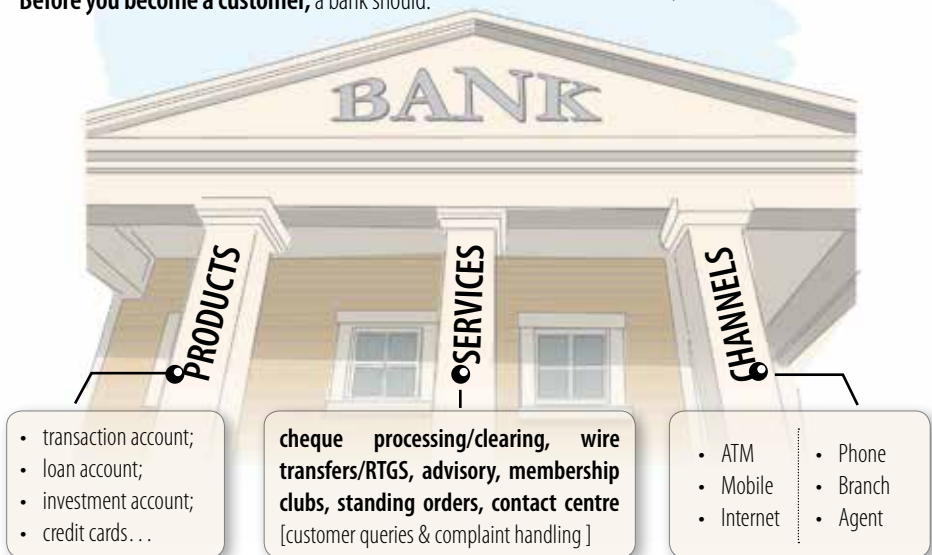 Before you become a customer, a bank should:
BANK
PRODUCTS
SERVICES
CHANNELS
• transaction account;
• loan account;
• investment account;
• credit cards…
cheque processing/clearing, wire
transfers/RTGS, advisory, membership
clubs, standing orders, contact centre
[customer queries & complaint handling ]
• ATM
• Mobile
• Internet
• Phone
• Branch
• Agent